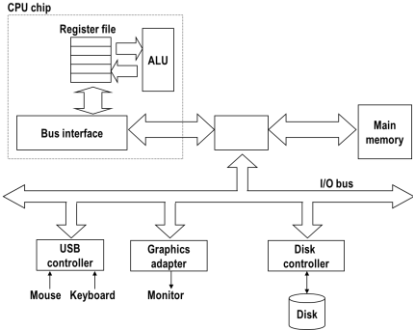 CPU chip
Register file
ALU
Bus interface
Main
memory
I/O bus
USB
controller
Graphics
adapter
Disk
controller
Mouse
Keyboard
Monitor
Disk